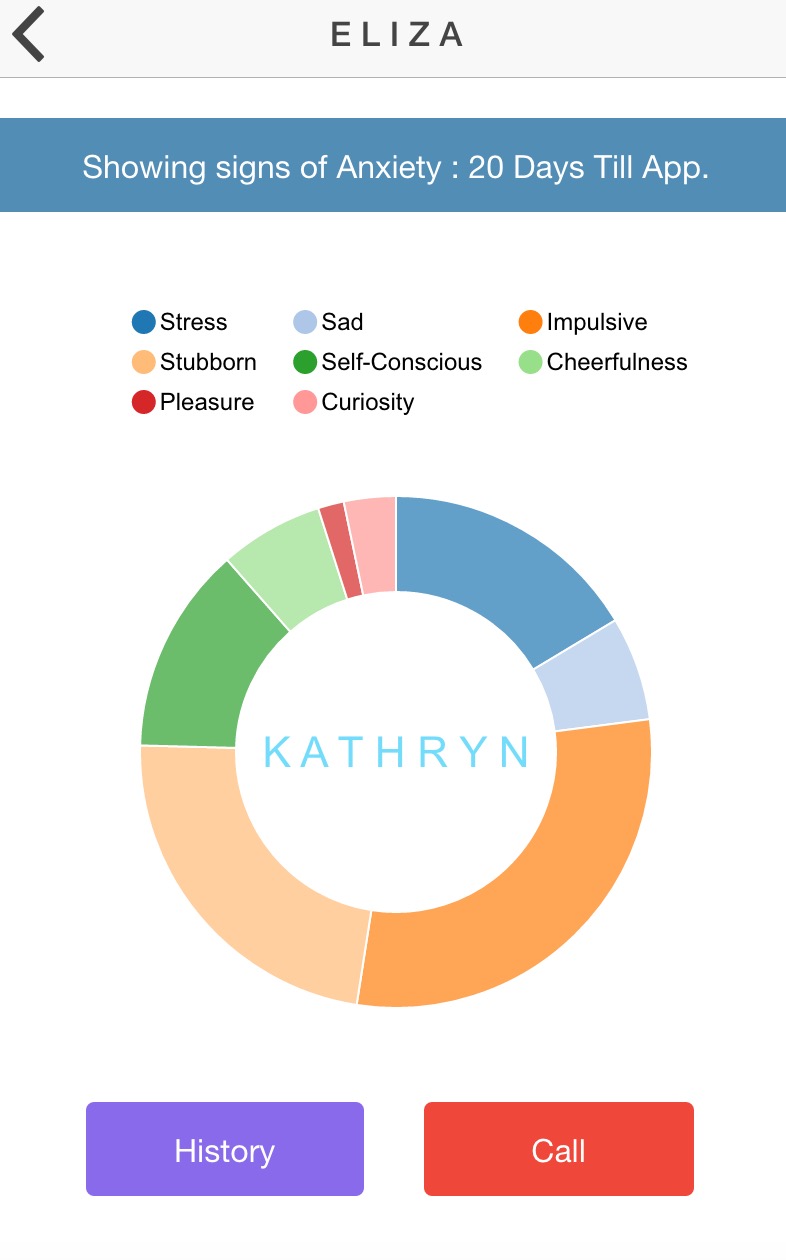 ELIZA
Showing signs of Anxiety : 20 Days Till App.
Stress Sad Impulsive
Stubborn Self-Conscious Cheerfulness
Pleasure Curiosity
KATHRYN
History Call